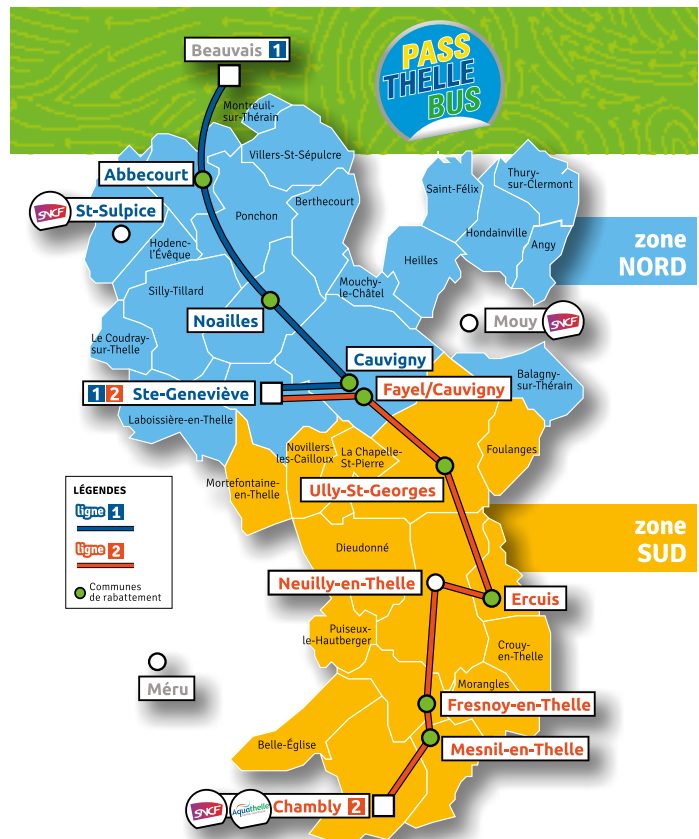 Beauvais 1
PASS
THELLE
BUS
Montreuil-
sur-Thérain
Villers-St-Sépulcre
Abbecourt
Thury-
sur-Clermont
Saint-Félix
Berthecourt
SNCF St-Sulpice
Ponchon
Hondainville
zone
NORD
Hodenc-
l'Évêque
Angy
Heilles
Mouchy-
le-Châtel
Silly-Tillard
Noailles
Mouy SNCF
Le Coudray-
sur-Thelle
Cauvigny
1 2 Ste-Geneviève
Fayel/Cauvigny
Balagny-
sur-Thérain
Laboissière-en-Thelle
Novillers-
les-Cailloux
La Chapelle-
St-Pierre
Foulanges
Mortefontaine-
en-Thelle
Ully-St-Georges
LÉGENDES
ligne 1
ligne 2
Communes
de rabattement
zone
SUD
Dieudonné
Neuilly-en-Thelle
Ercuis
Puiseux-
le-Hautberger
Crouy-
en-Thelle
Méru
Morangles
Fresnoy-en-Thelle
Belle-Église
Mesnil-en-Thelle
SNCF Aquathelle Chambly 2